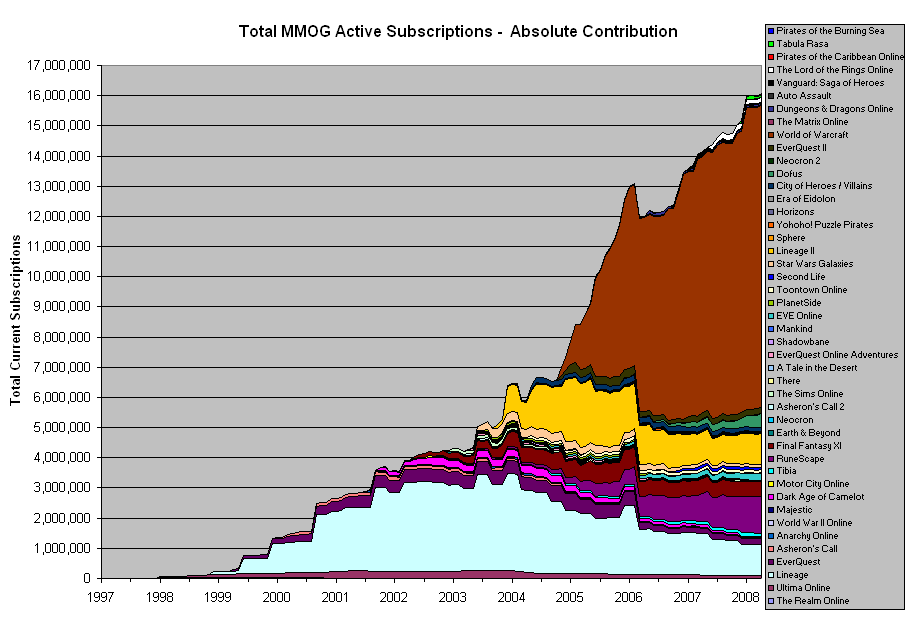 Total MMOG Active Subscriptions - Absolute Contribution
Total Current Subscriptions
17,000,000
16,000,000
15,000,000
14,000,000
13,000,000
12,000,000
11,000,000
10,000,000
9,000,000
8,000,000
7,000,000
6,000,000
5,000,000
4,000,000
3,000,000
2,000,000
1,000,000
0
1997 1998 1999 2000 2001 2002 2003 2004 2005 2006 2007 2008
Pirates of the Burning Sea
Tabula Rasa
Pirates of the Caribbean Online
The Lord of the Rings Online
Vanguard: Saga of Heroes
Auto Assault
Dungeons & Dragons Online
The Matrix Online
World of Warcraft
EverQuest II
Neocron 2
Dofus
City of Heroes / Villains
Era of Eidolon
Horizons
Yohoho! Puzzle Pirates
Sphere
Lineage II
Star Wars Galaxies
Second Life
Toontown Online
PlanetSide
EVE Online
Mankind
Shadowbane
EverQuest Online Adventures
A Tale in the Desert
There
The Sims Online
Asheron's Call 2
Neocron
Earth & Beyond
Final Fantasy XI
RuneScape
Tibia
Motor City Online
Dark Age of Camelot
Majestic
World War II Online
Anarchy Online
Asheron's Call
EverQuest
Lineage
Ultima Online
The Realm Online